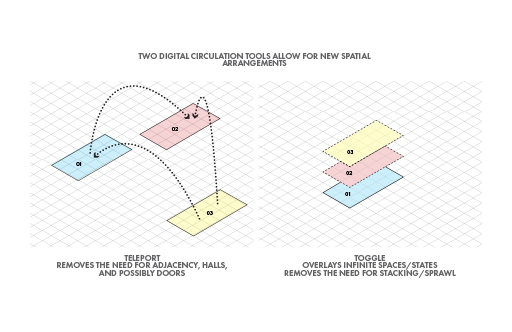 TWO DIGITAL CIRCULATION TOOLS ALLOW FOR NEW SPATIAL
ARRANGEMENTS
01
02
03
03
02
01
TELEPORT
REMOVES THE NEED FOR ADJACENCY, HALLS,
AND POSSIBLY DOORS
TOGGLE
OVERLAYS INFINITE SPACES/STATES
REMOVES THE NEED FOR STACKING/SPRAWL